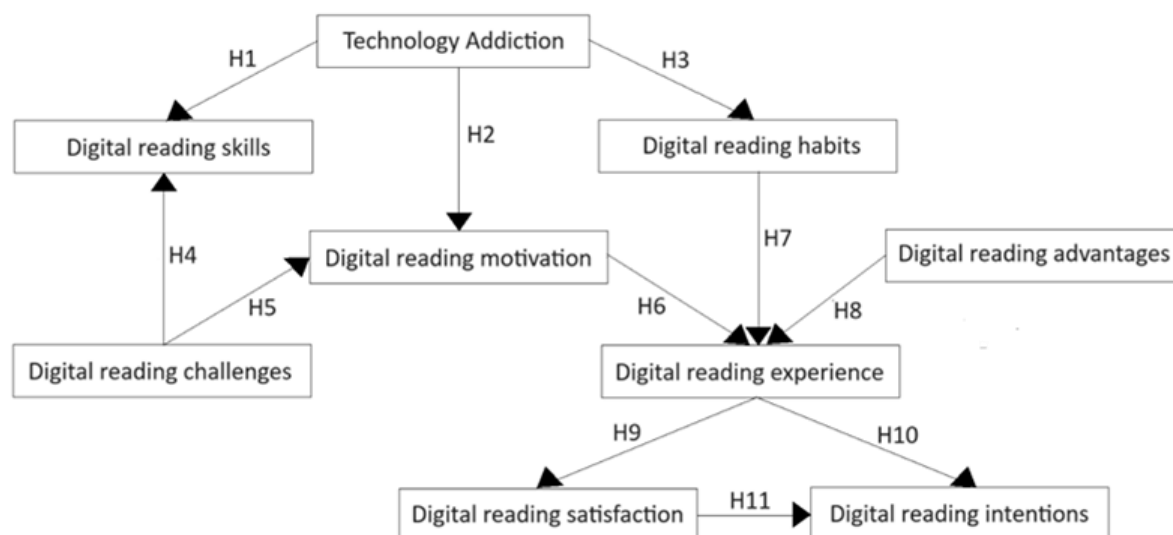 Technology Addiction
H1
H3
Digital reading skills
H2
Digital reading habits
H4
H7
Digital reading motivation
Digital reading advantages
H5
H6
H8
Digital reading challenges
Digital reading experience
H9
H10
Digital reading satisfaction
H11
Digital reading intentions